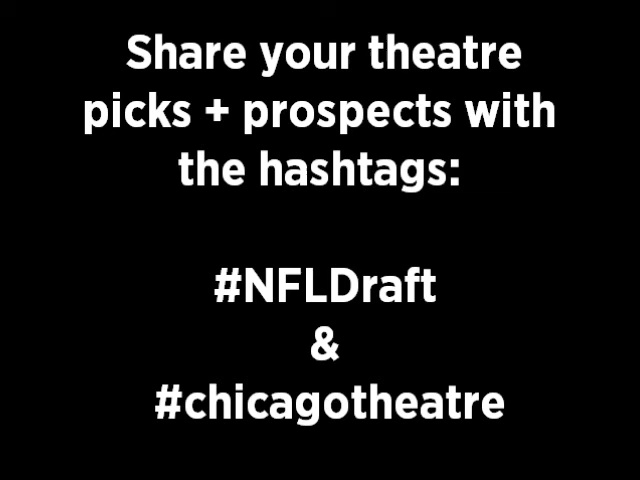 Share your theatre
picks + prospects with
the hashtags:
#NFLDraft
&
#chicagotheatre